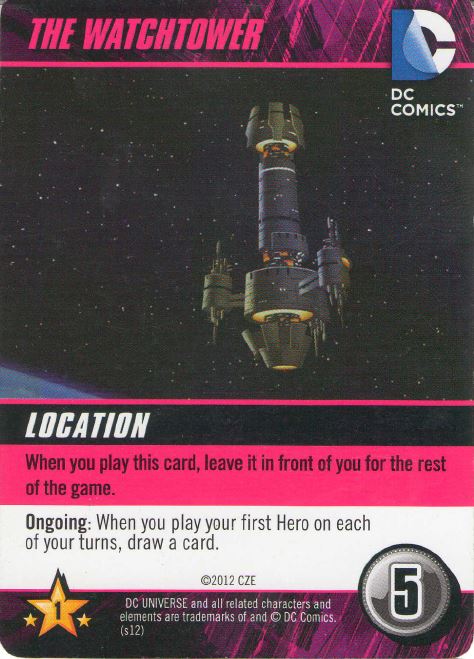 THE WATCHTOWER
DC
COMICS™
LOCATION
When you play this card, leave it in front of you for the rest
of the game.
Ongoing: When you play your first Hero on each
of your turns, draw a card.
©2012 CZE
1
DC UNIVERSE and all related characters and
elements are trademarks of and © DC Comics.
(s12)
5